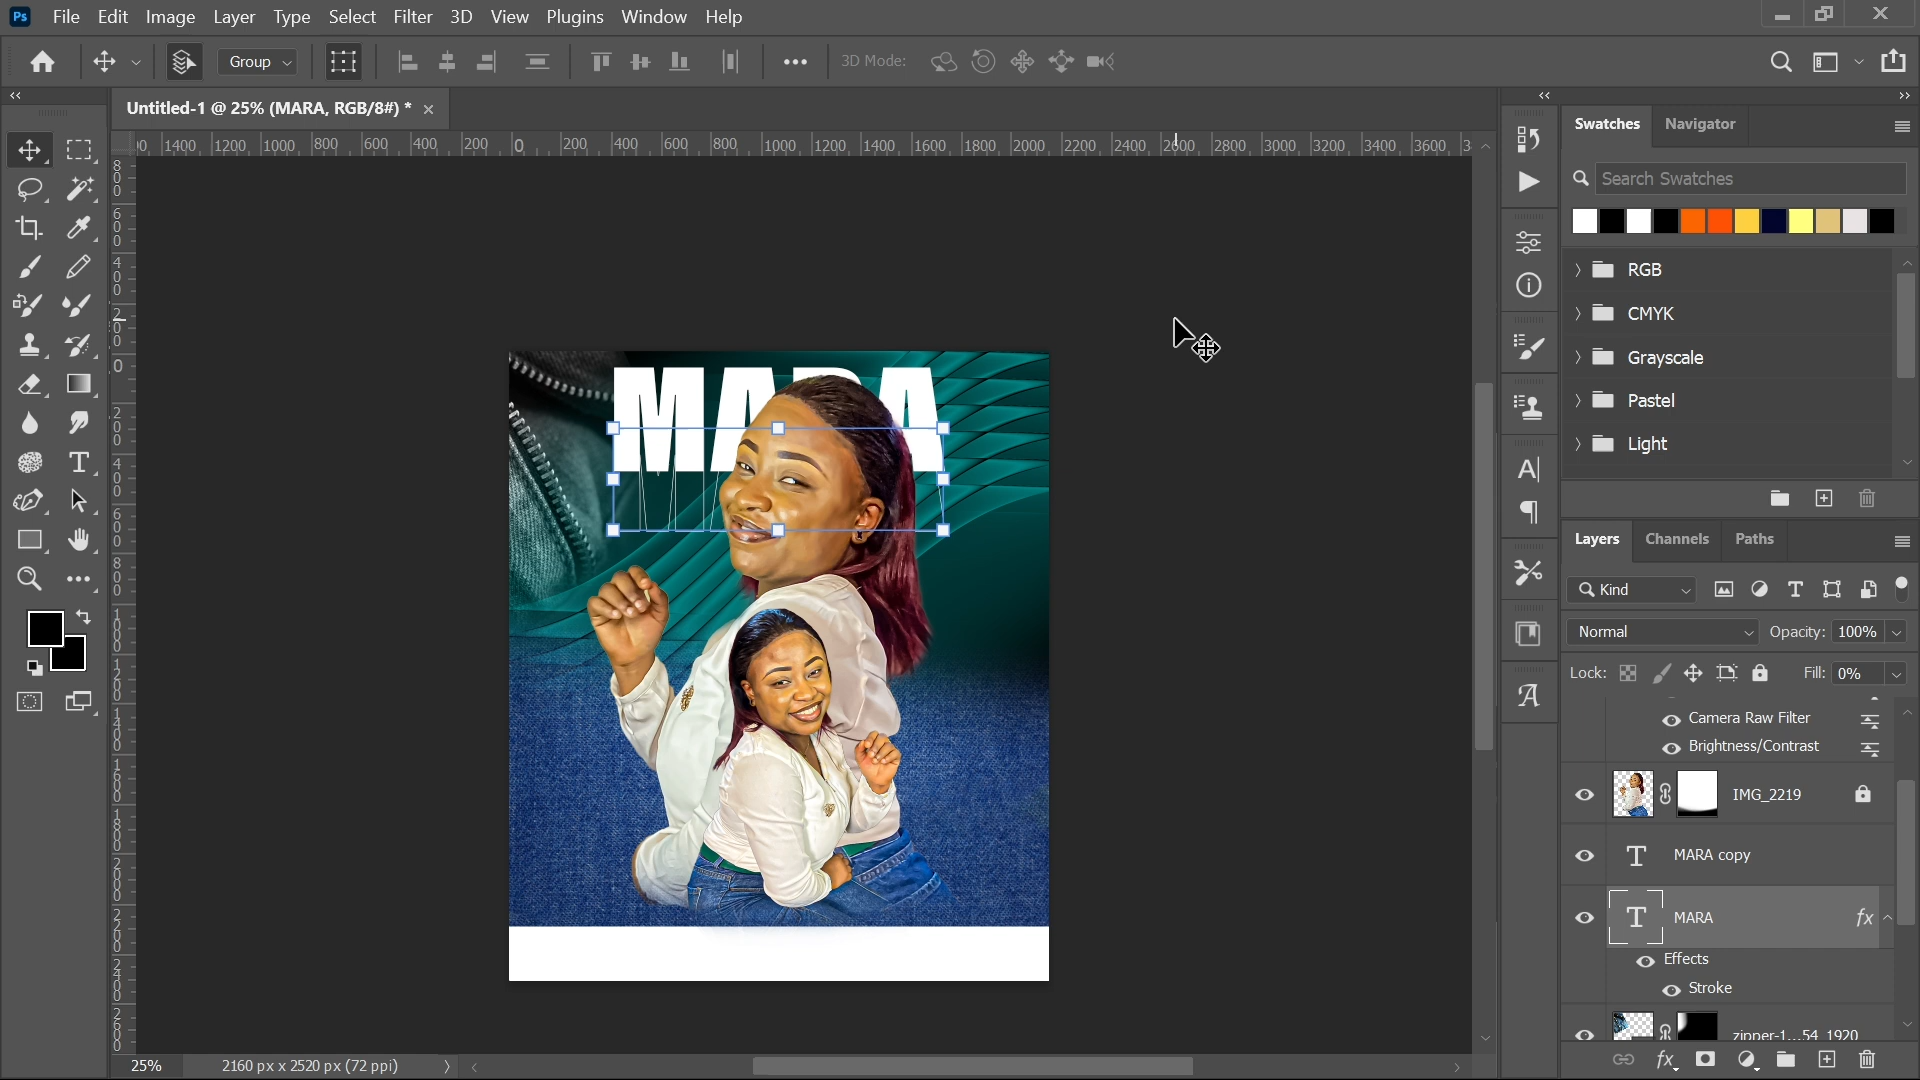 Ps File Edit Image Layer Type Select Filter 3D View Plugins Window Help
Group 3D Mode:
Untitled-1 @ 25% (MARA, RGB/8#) *
1400 1200 1000 800 600 400 200 0 200 400 600 800 1000 1200 1400 1600 1800 2000 2200 2400 2600 2800 3000 3200 3400 3600
Swatches Navigator
Search Swatches
RGB
CMYK
Grayscale
Pastel
Light
MARA
Layers Channels Paths
Kind
Normal Opacity: 100%
Lock: Fill: 0%
Camera Raw Filter
Brightness/Contrast
IMG_2219
MARA copy
MARA fx
Effects
Stroke
zipper-1...54_1920
25% 2160 px x 2520 px (72 ppi)